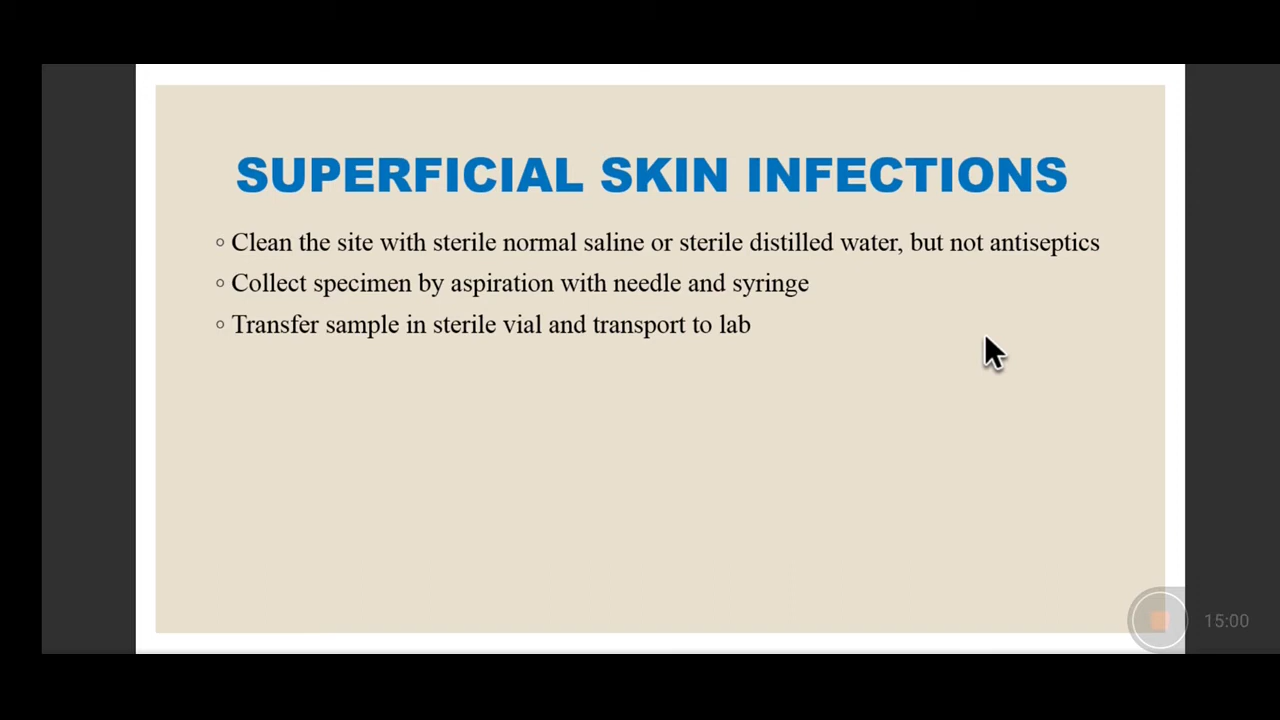 SUPERFICIAL SKIN INFECTIONS
◦ Clean the site with sterile normal saline or sterile distilled water, but not antiseptics
◦ Collect specimen by aspiration with needle and syringe
◦ Transfer sample in sterile vial and transport to lab
15:00